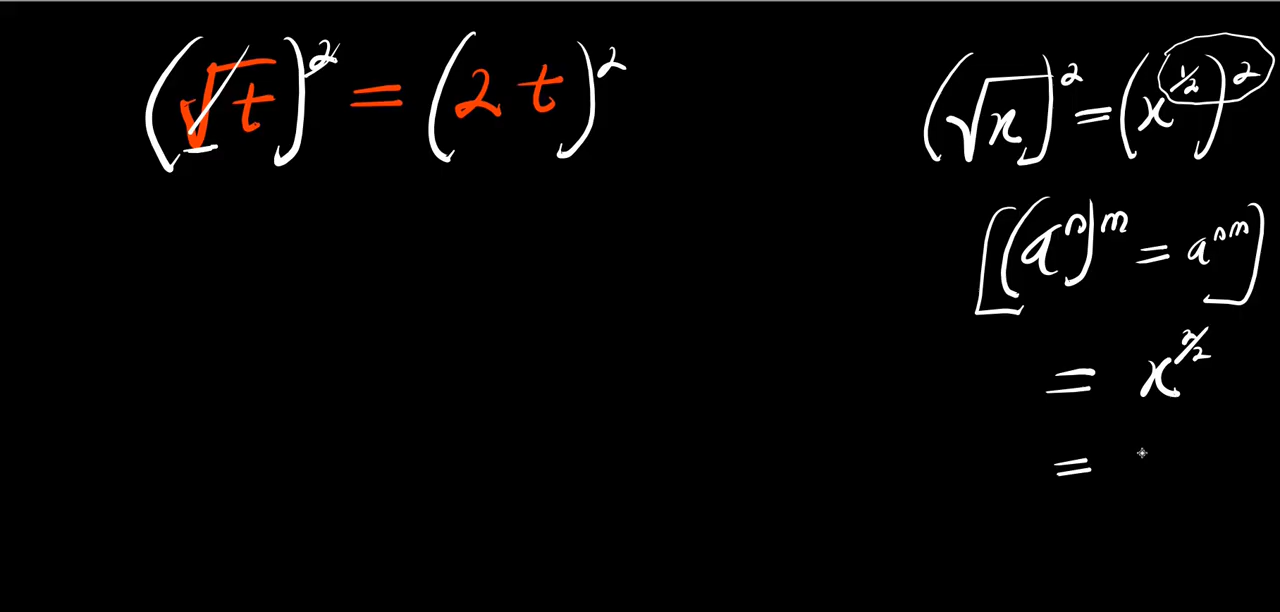 (√t)² = (2t)²
(√x)² = (x^{1/2})²
[(aⁿ)ᵐ = aⁿᵐ]
= x^{2/2}
=